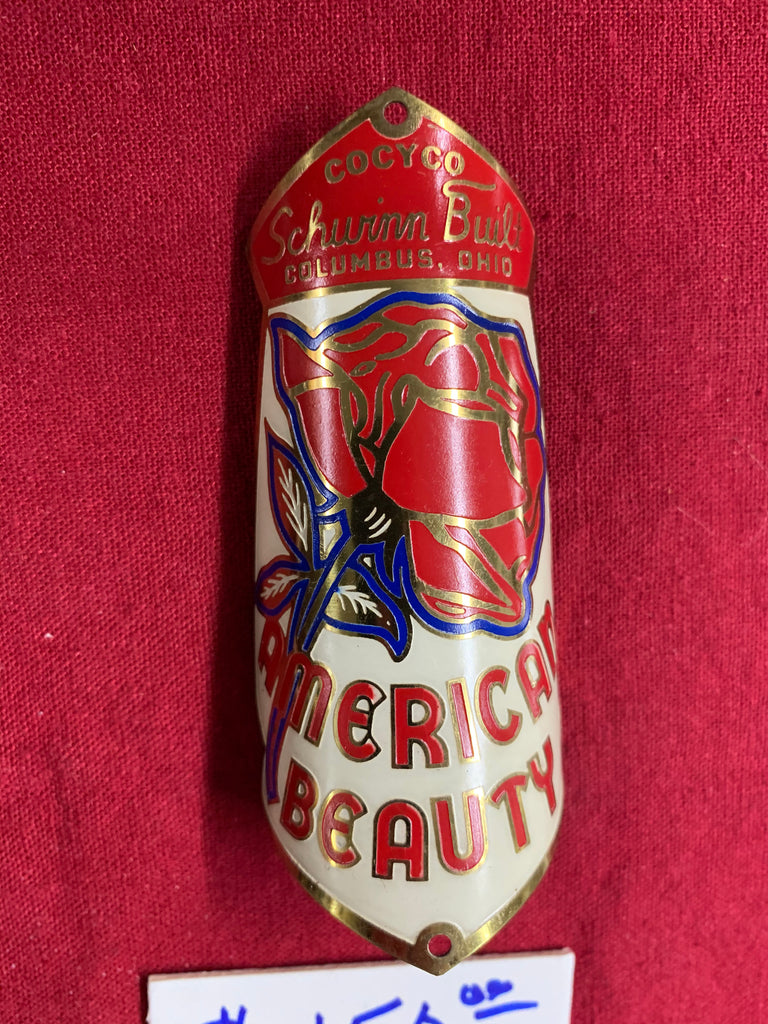 COCYCO
Schwinn Built
COLUMBUS, OHIO
AMERICAN
BEAUTY